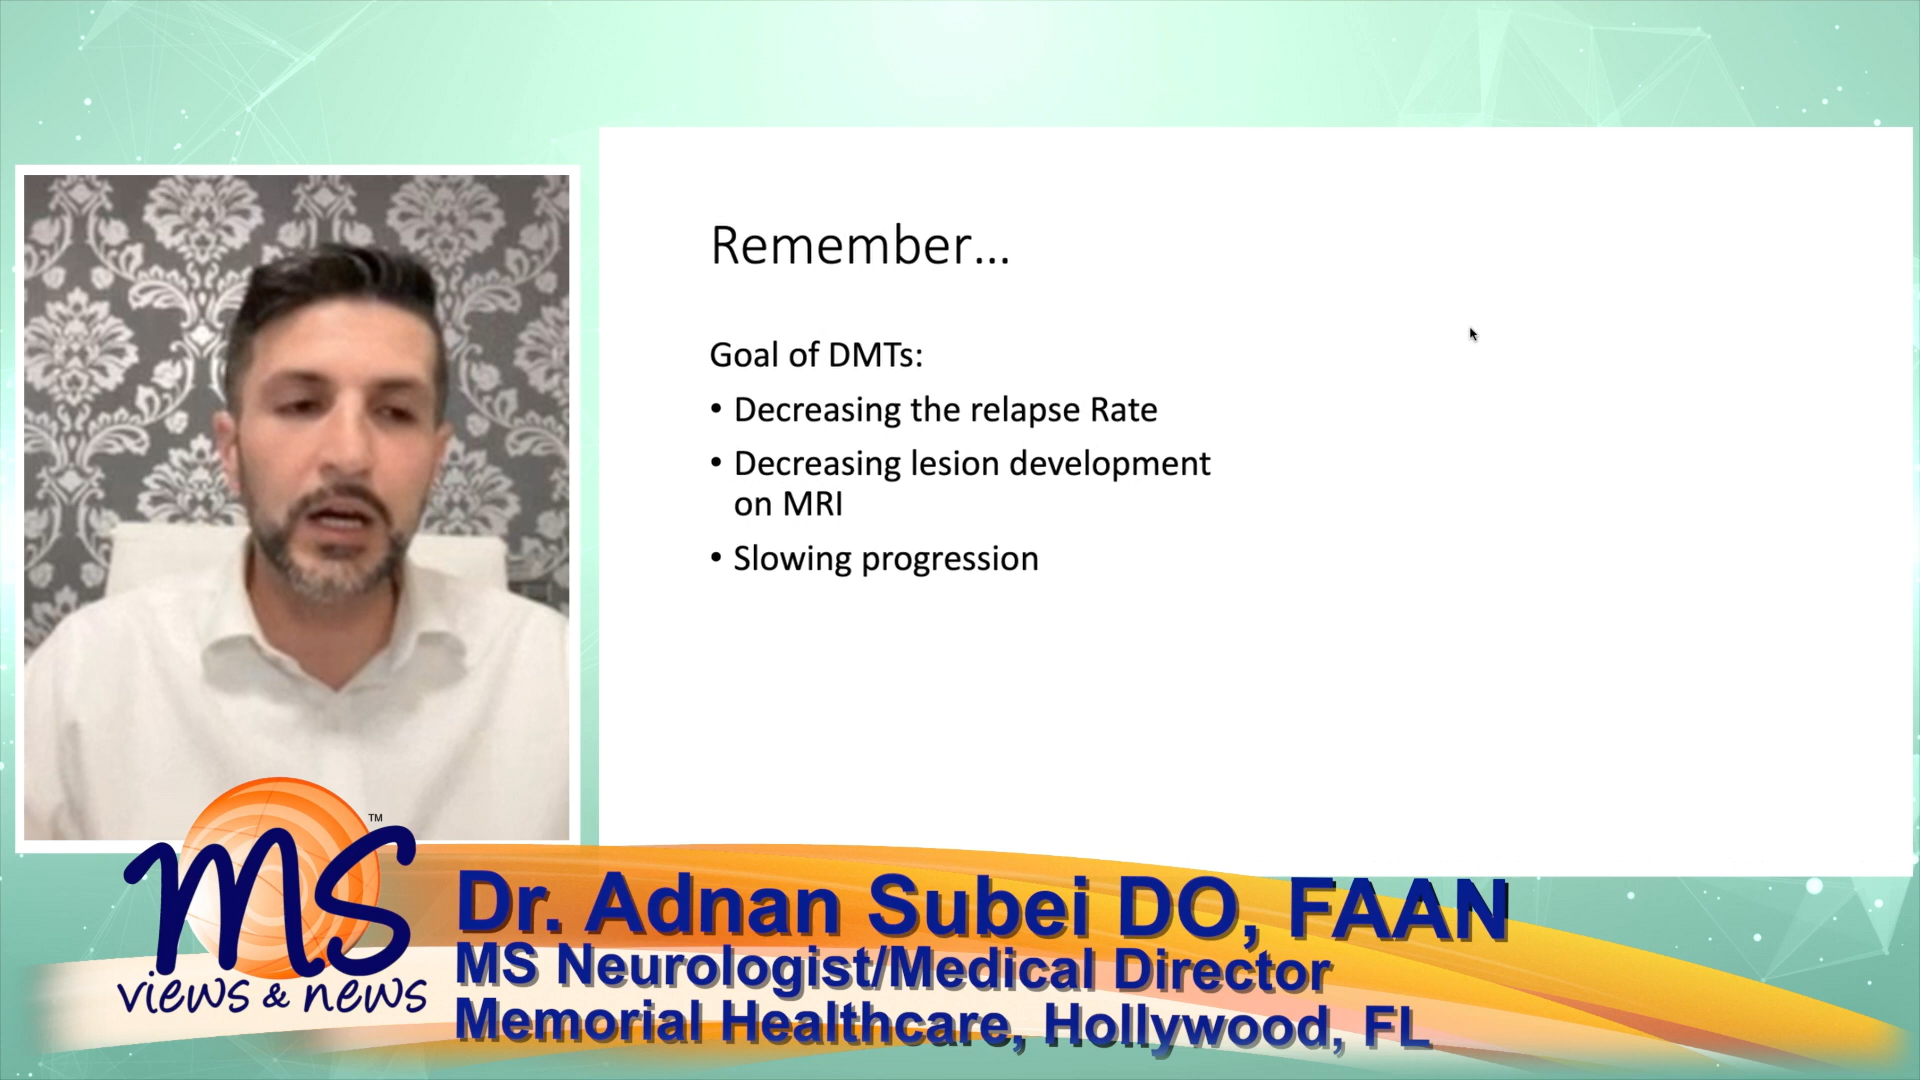 Remember...
Goal of DMTs:
• Decreasing the relapse Rate
• Decreasing lesion development
on MRI
• Slowing progression
MS
TM
views & news
Dr. Adnan Subei DO, FAAN
MS Neurologist/Medical Director
Memorial Healthcare, Hollywood, FL